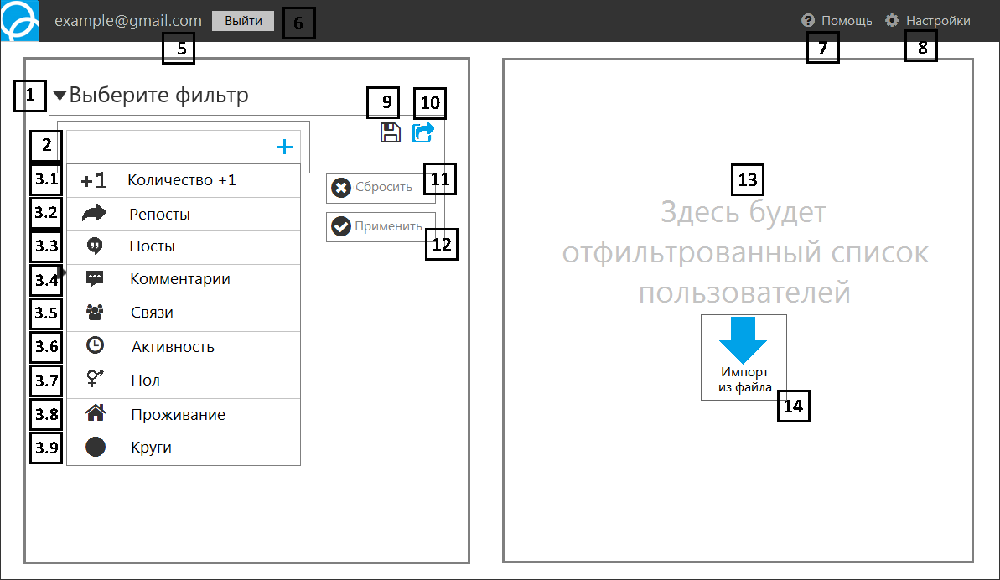 example@gmail.com Выйти 6 Помощь Настройки
5 7 8
1 Выберите фильтр 9 10
2
3.1 +1 Количество +1 Сбросить 11
3.2 Репосты
3.3 Посты Применить 12
3.4 Комментарии
3.5 Связи
3.6 Активность
3.7 Пол
3.8 Проживание
3.9 Круги
13
Здесь будет
отфильтрованный список
пользователей
Импорт
из файла
14